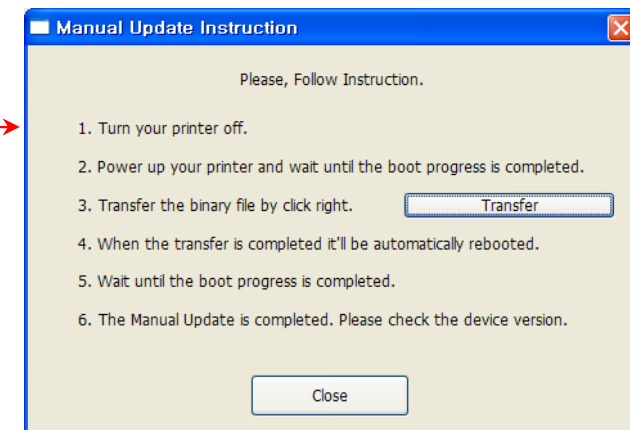 Manual Update Instruction
Please, Follow Instruction.
1. Turn your printer off.
2. Power up your printer and wait until the boot progress is completed.
3. Transfer the binary file by click right. Transfer
4. When the transfer is completed it'll be automatically rebooted.
5. Wait until the boot progress is completed.
6. The Manual Update is completed. Please check the device version.
Close